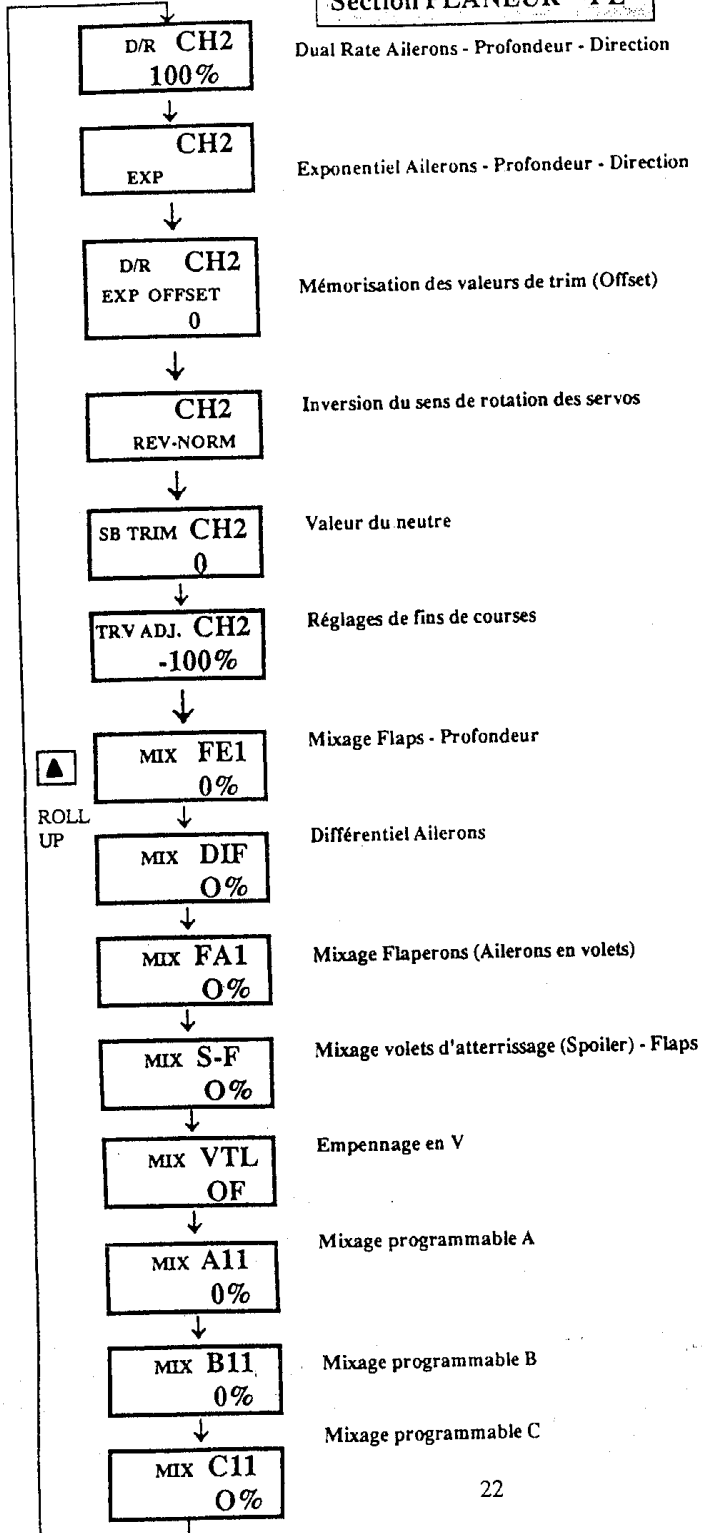 Section PLANEUR
D/R CH2
100%
Dual Rate Ailerons - Profondeur - Direction
CH2
EXP
Exponentiel Ailerons - Profondeur - Direction
D/R CH2
EXP OFFSET
0
Mémorisation des valeurs de trim (Offset)
CH2
REV-NORM
Inversion du sens de rotation des servos
SB TRIM CH2
0
Valeur du neutre
TRV ADJ. CH2
-100%
Réglages de fins de courses
MIX FE1
0%
Mixage Flaps - Profondeur
ROLL
UP
MIX DIF
O%
Différentiel Ailerons
MIX FA1
O%
Mixage Flaperons (Ailerons en volets)
MIX S-F
O%
Mixage volets d'atterrissage (Spoiler) - Flaps
MIX VTL
OF
Empennage en V
MIX A11
0%
Mixage programmable A
MIX B11
0%
Mixage programmable B
MIX C11
O%
Mixage programmable C
22